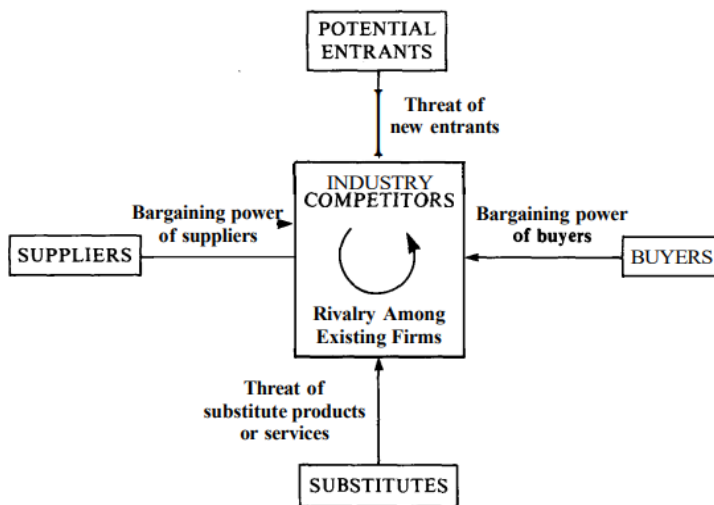 POTENTIAL
ENTRANTS
Threat of
new entrants
INDUSTRY
COMPETITORS
Bargaining power
of suppliers
Bargaining power
of buyers
SUPPLIERS
BUYERS
Rivalry Among
Existing Firms
Threat of
substitute products
or services
SUBSTITUTES